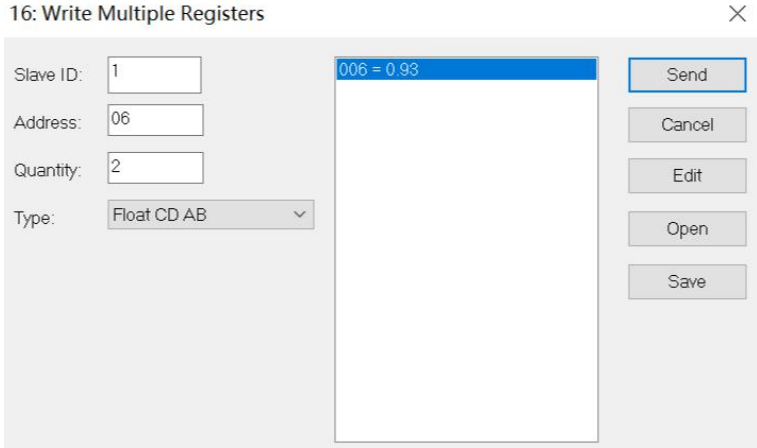 16: Write Multiple Registers
Slave ID: 1
Address: 06
Quantity: 2
Type: Float CD AB
006 = 0.93
Send
Cancel
Edit
Open
Save